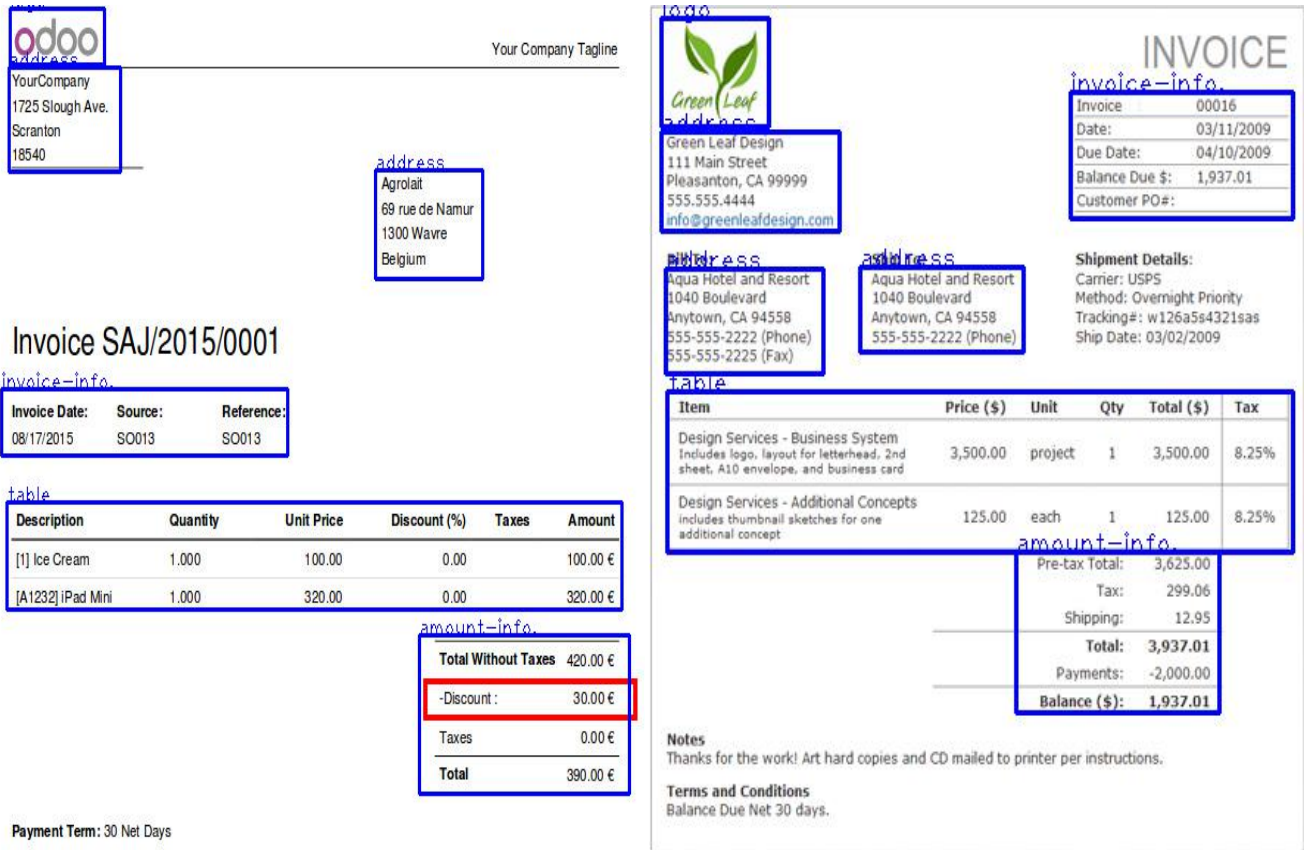 odoo
address
Your Company Tagline
YourCompany
1725 Slough Ave.
Scranton
18540
address
Agrolait
69 rue de Namur
1300 Wavre
Belgium
Invoice SAJ/2015/0001
invoice-info.
Invoice Date: Source: Reference:
08/17/2015 SO013 SO013
table
Description Quantity Unit Price Discount (%) Taxes Amount
[1] Ice Cream 1.000 100.00 0.00 100.00 €
[A1232] iPad Mini 1.000 320.00 0.00 320.00 €
amount-info.
Total Without Taxes 420.00 €
-Discount : 30.00 €
Taxes 0.00 €
Total 390.00 €
Payment Term: 30 Net Days
logo
Green Leaf
INVOICE
invoice-info.
Invoice 00016
Date: 03/11/2009
Due Date: 04/10/2009
Balance Due $: 1,937.01
Customer PO#:
address
Green Leaf Design
111 Main Street
Pleasanton, CA 99999
555.555.4444
info@greenleafdesign.com
address
Aqua Hotel and Resort
1040 Boulevard
Anytown, CA 94558
555-555-2222 (Phone)
555-555-2225 (Fax)
address
Aqua Hotel and Resort
1040 Boulevard
Anytown, CA 94558
555-555-2222 (Phone)
Shipment Details:
Carrier: USPS
Method: Overnight Priority
Tracking#: w126a5s4321sas
Ship Date: 03/02/2009
table
Item Price ($) Unit Qty Total ($) Tax
Design Services - Business System
Includes logo, layout for letterhead, 2nd
sheet, A10 envelope, and business card
3,500.00 project 1 3,500.00 8.25%
Design Services - Additional Concepts
includes thumbnail sketches for one
additional concept
125.00 each 1 125.00 8.25%
amount-info.
Pre-tax Total: 3,625.00
Tax: 299.06
Shipping: 12.95
Total: 3,937.01
Payments: -2,000.00
Balance ($): 1,937.01
Notes
Thanks for the work! Art hard copies and CD mailed to printer per instructions.
Terms and Conditions
Balance Due Net 30 days.